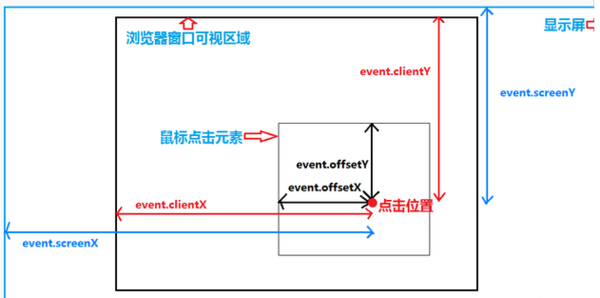 显示屏
浏览器窗口可视区域
event.clientY
event.screenY
鼠标点击元素
event.offsetY
event.offsetX
event.clientX
点击位置
event.screenX